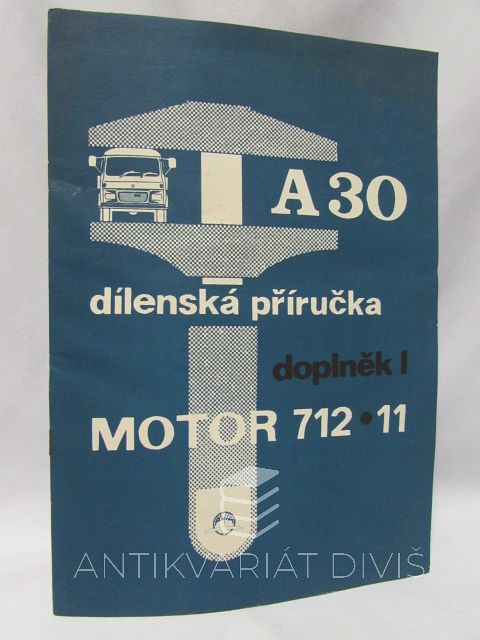 A 30
dílenská příručka
doplněk I
MOTOR 712 • 11
ANTIKVARIÁT DIVIŠ